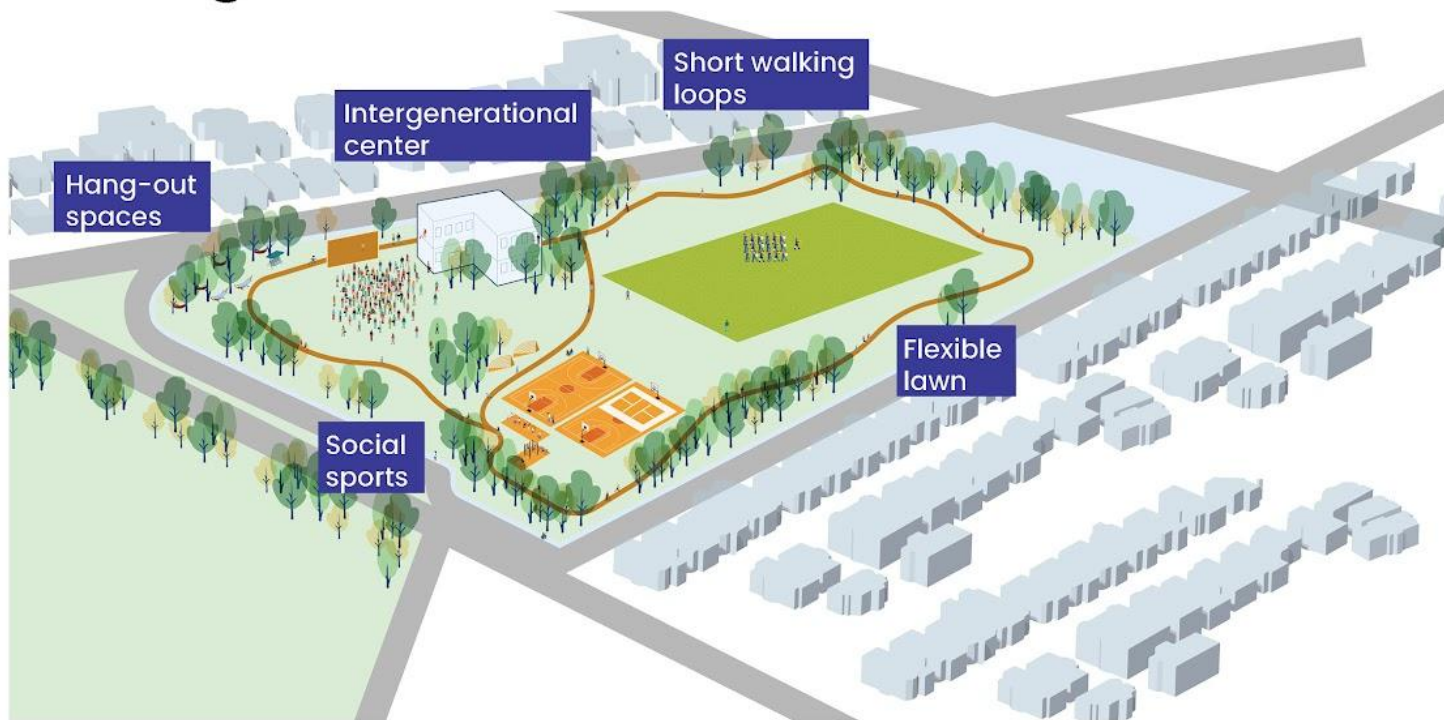 Short walking
loops
Intergenerational
center
Hang-out
spaces
Flexible
lawn
Social
sports